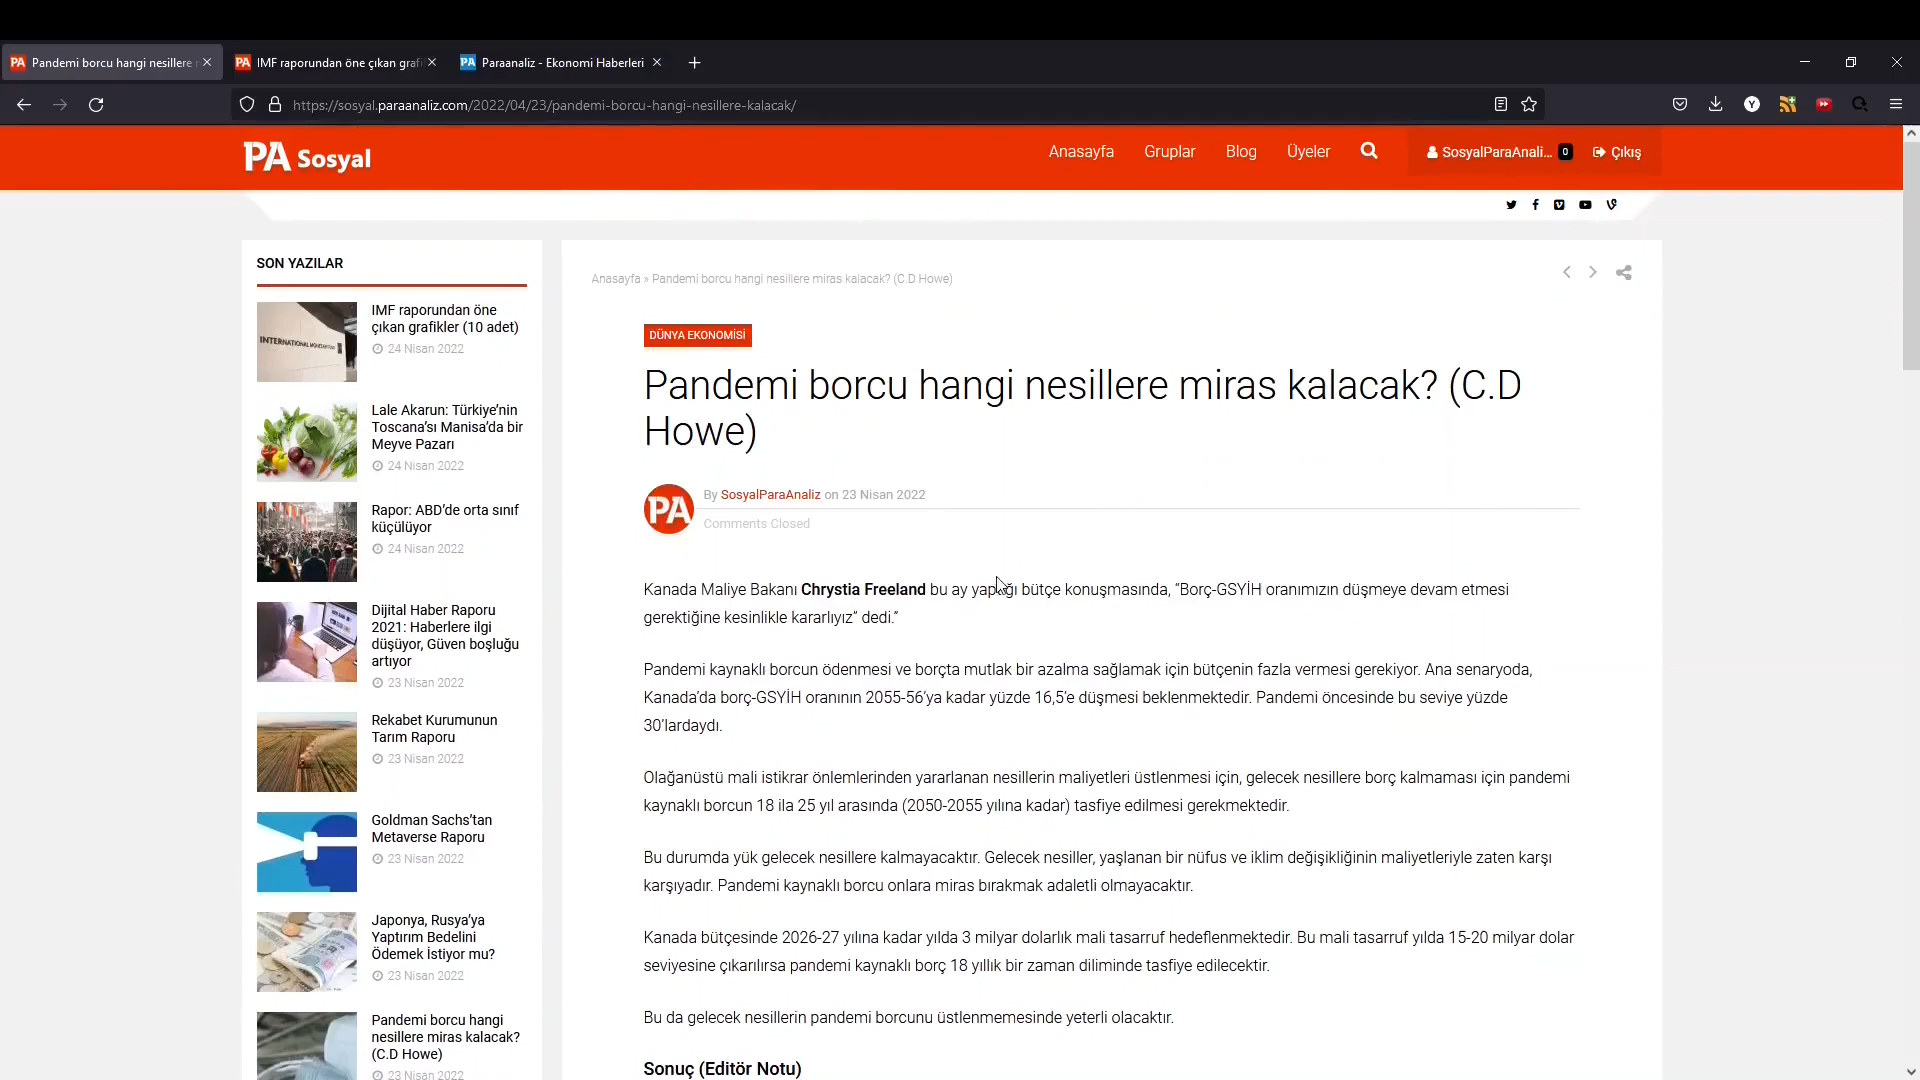 PA Pandemi borcu hangi nesillere
PA IMF raporundan öne çıkan grafi
PA Paraanaliz - Ekonomi Haberleri
https://sosyal.paraanaliz.com/2022/04/23/pandemi-borcu-hangi-nesillere-kalacak/
PA Sosyal
Anasayfa
Gruplar
Blog
Üyeler
SosyalParaAnali... 0
Çıkış
SON YAZILAR
INTERNATIONAL MONETARY
IMF raporundan öne
çıkan grafikler (10 adet)
24 Nisan 2022
Lale Akarun: Türkiye’nin
Toscana’sı Manisa’da bir
Meyve Pazarı
24 Nisan 2022
Rapor: ABD’de orta sınıf
küçülüyor
24 Nisan 2022
Dijital Haber Raporu
2021: Haberlere ilgi
düşüyor, Güven boşluğu
artıyor
23 Nisan 2022
Rekabet Kurumunun
Tarım Raporu
23 Nisan 2022
Goldman Sachs’tan
Metaverse Raporu
23 Nisan 2022
Japonya, Rusya’ya
Yaptırım Bedelini
Ödemek İstiyor mu?
23 Nisan 2022
Pandemi borcu hangi
nesillere miras kalacak?
(C.D Howe)
23 Nisan 2022
Anasayfa » Pandemi borcu hangi nesillere miras kalacak? (C.D Howe)
DÜNYA EKONOMİSİ
Pandemi borcu hangi nesillere miras kalacak? (C.D
Howe)
PA
By SosyalParaAnaliz on 23 Nisan 2022
Comments Closed
Kanada Maliye Bakanı Chrystia Freeland bu ay yaptığı bütçe konuşmasında, “Borç-GSYİH oranımızın düşmeye devam etmesi
gerektiğine kesinlikle kararlıyız” dedi.”
Pandemi kaynaklı borcun ödenmesi ve borçta mutlak bir azalma sağlamak için bütçenin fazla vermesi gerekiyor. Ana senaryoda,
Kanada’da borç-GSYİH oranının 2055-56’ya kadar yüzde 16,5’e düşmesi beklenmektedir. Pandemi öncesinde bu seviye yüzde
30’lardaydı.
Olağanüstü mali istikrar önlemlerinden yararlanan nesillerin maliyetleri üstlenmesi için, gelecek nesillere borç kalmaması için pandemi
kaynaklı borcun 18 ila 25 yıl arasında (2050-2055 yılına kadar) tasfiye edilmesi gerekmektedir.
Bu durumda yük gelecek nesillere kalmayacaktır. Gelecek nesiller, yaşlanan bir nüfus ve iklim değişikliğinin maliyetleriyle zaten karşı
karşıyadır. Pandemi kaynaklı borcu onlara miras bırakmak adaletli olmayacaktır.
Kanada bütçesinde 2026-27 yılına kadar yılda 3 milyar dolarlık mali tasarruf hedeflenmektedir. Bu mali tasarruf yılda 15-20 milyar dolar
seviyesine çıkarılırsa pandemi kaynaklı borç 18 yıllık bir zaman diliminde tasfiye edilecektir.
Bu da gelecek nesillerin pandemi borcunu üstlenmemesinde yeterli olacaktır.
Sonuç (Editör Notu)